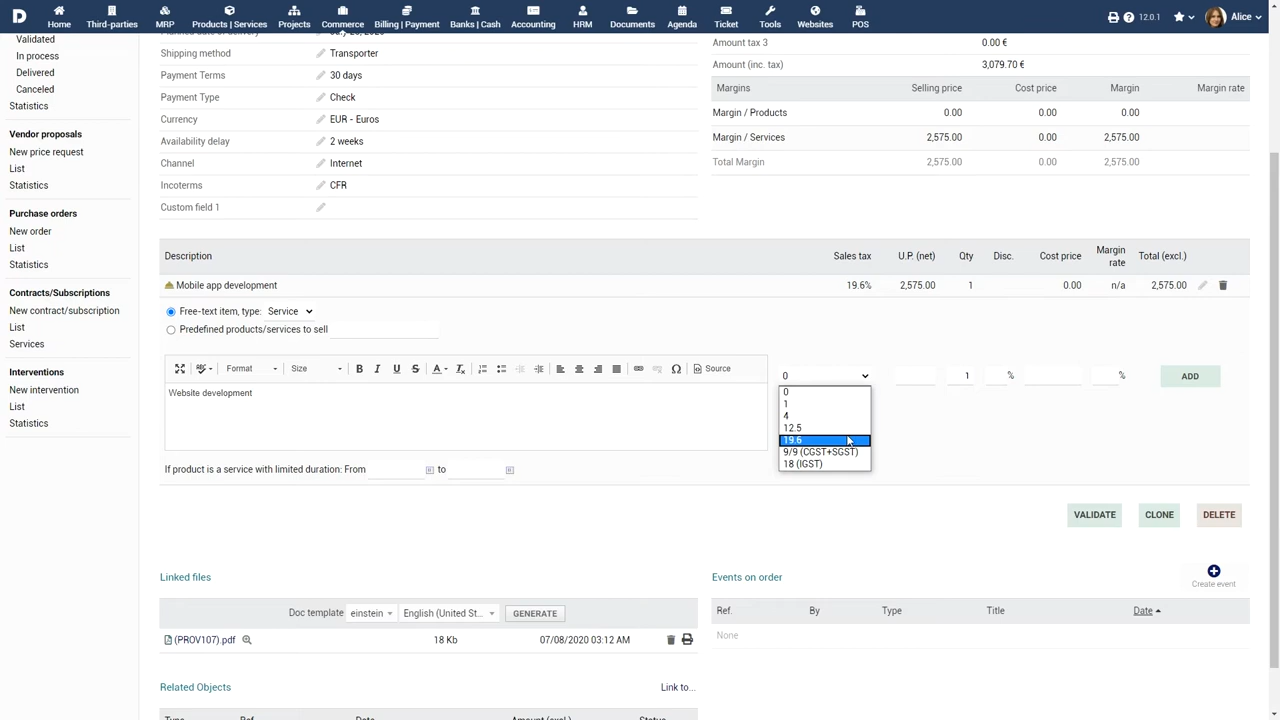 Home
Third-parties
MRP
Products | Services
Projects
Commerce
Billing | Payment
Banks | Cash
Accounting
HRM
Documents
Agenda
Ticket
Tools
Websites
POS
12.0.1
Alice
Validated
In process
Delivered
Canceled
Statistics
Vendor proposals
New price request
List
Statistics
Purchase orders
New order
List
Statistics
Contracts/Subscriptions
New contract/subscription
List
Services
Interventions
New intervention
List
Statistics
Shipping method Transporter
Payment Terms 30 days
Payment Type Check
Currency EUR - Euros
Availability delay 2 weeks
Channel Internet
Incoterms CFR
Custom field 1
Amount tax 3 0.00 €
Amount (inc. tax) 3,079.70 €
Margins Selling price Cost price Margin Margin rate
Margin / Products 0.00 0.00 0.00
Margin / Services 2,575.00 0.00 2,575.00
Total Margin 2,575.00 0.00 2,575.00
Description Sales tax U.P. (net) Qty Disc. Cost price Margin rate Total (excl.)
Mobile app development 19.6% 2,575.00 1 0.00 n/a 2,575.00
Free-text item, type: Service
Predefined products/services to sell
Format Size B I U S A Source
Website development
0 1 % % ADD
0
1
4
12.5
19.6
9/9 (CGST+SGST)
18 (IGST)
If product is a service with limited duration: From to
VALIDATE CLONE DELETE
Linked files
Doc template einstein English (United St... GENERATE
(PROV107).pdf 18 Kb 07/08/2020 03:12 AM
Related Objects Link to...
Events on order
Create event
Ref. By Type Title Date
None